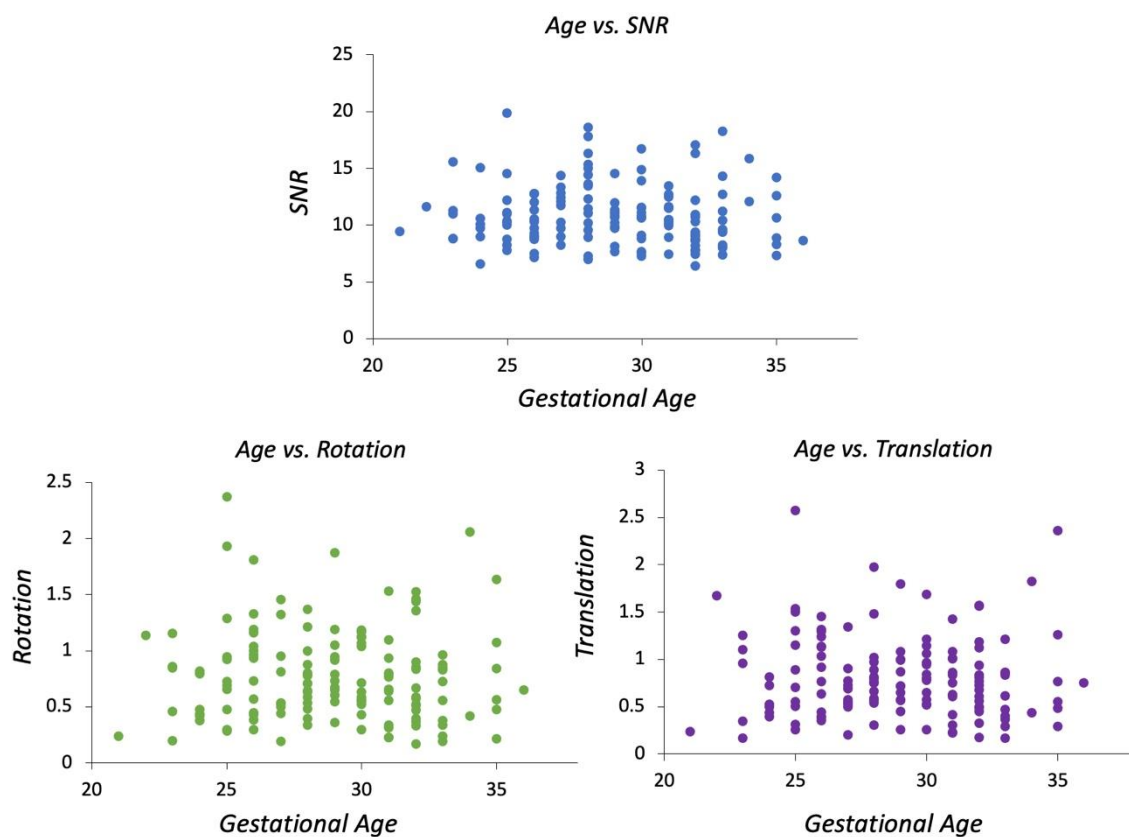 Age vs. SNR
25
20
15
10
5
0
SNR
20 25 30 35
Gestational Age
Age vs. Rotation
2.5
2
1.5
1
0.5
0
Rotation
20 25 30 35
Gestational Age
Age vs. Translation
3
2.5
2
1.5
1
0.5
0
Translation
20 25 30 35
Gestational Age